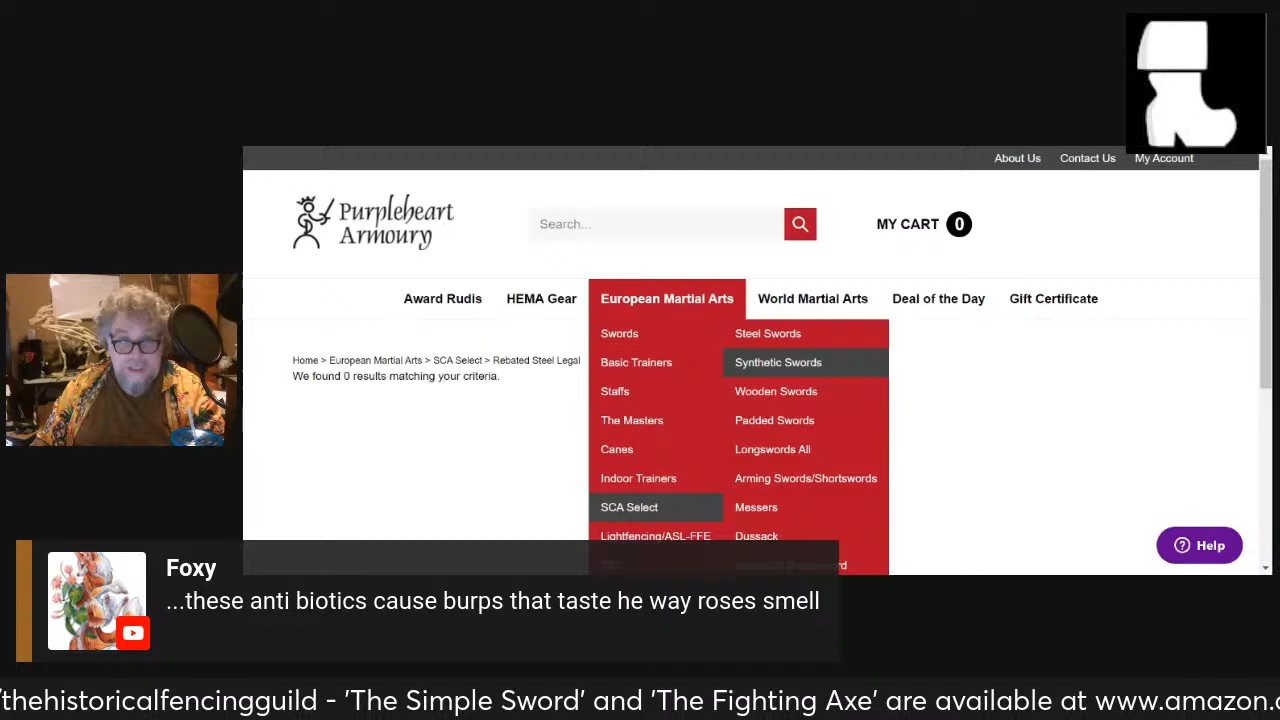 About Us Contact Us My Account
Purpleheart
Armoury
Search...
MY CART 0
Award Rudis HEMA Gear European Martial Arts World Martial Arts Deal of the Day Gift Certificate
Swords Steel Swords
Home > European Martial Arts > SCA Select > Rebated Steel Legal
Basic Trainers Synthetic Swords
We found 0 results matching your criteria.
Staffs Wooden Swords
The Masters Padded Swords
Canes Longswords All
Indoor Trainers Arming Swords/Shortswords
SCA Select Messers
Lightfencing/ASL-FFE Dussack
Help
Foxy
...these anti biotics cause burps that taste he way roses smell
/thehistoricalfencingguild - 'The Simple Sword' and 'The Fighting Axe' are available at www.amazon.c